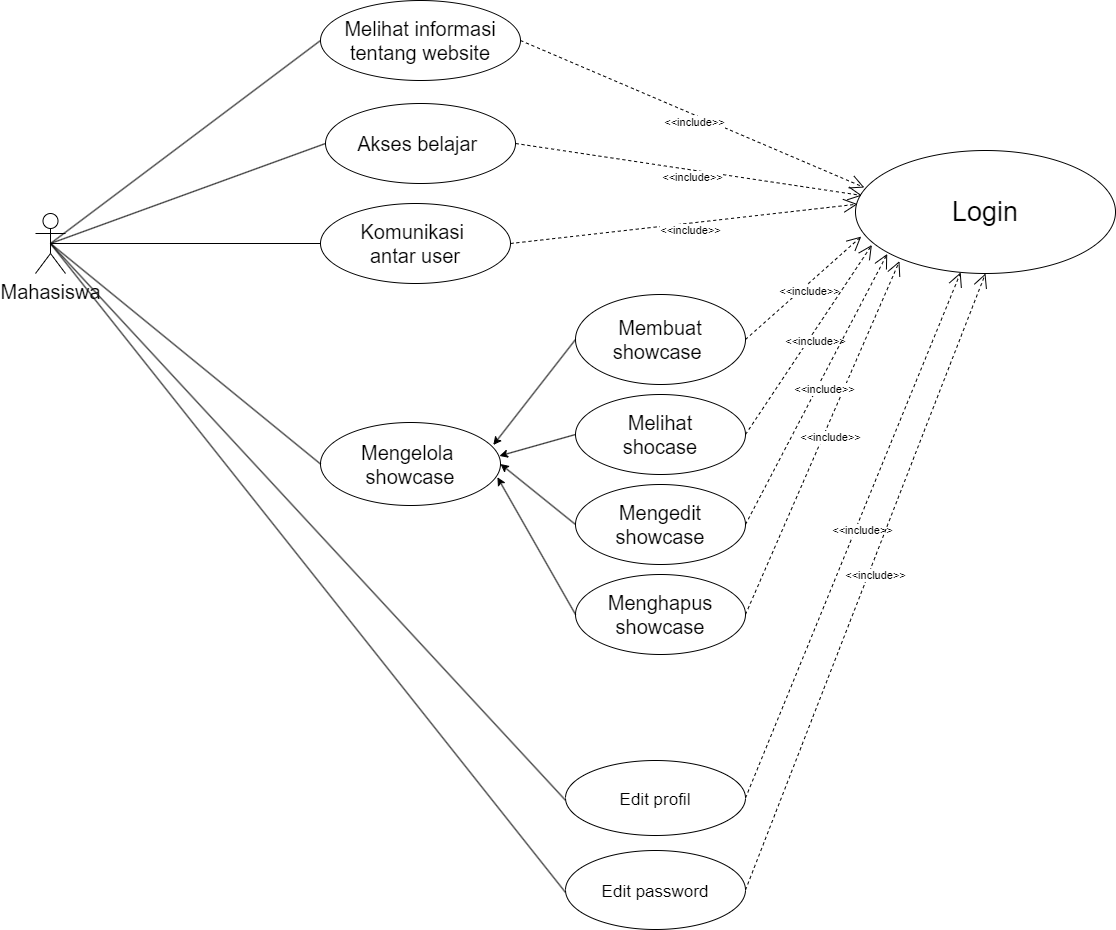 Melihat informasi
tentang website
<<include>>
Akses belajar
<<include>>
Login
Komunikasi
antar user
<<include>>
Mahasiswa
<<include>>
Membuat
showcase
<<include>>
<<include>>
Melihat
shocase
<<include>>
Mengelola
showcase
Mengedit
showcase
<<include>>
<<include>>
Menghapus
showcase
Edit profil
Edit password